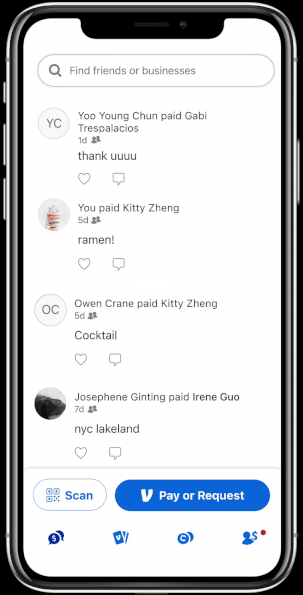 Find friends or businesses
YC
Yoo Young Chun paid Gabi
Trespalacios
1d
thank uuuu
You paid Kitty Zheng
5d
ramen!
OC
Owen Crane paid Kitty Zheng
5d
Cocktail
Josephene Ginting paid Irene Guo
7d
nyc lakeland
Scan
Pay or Request